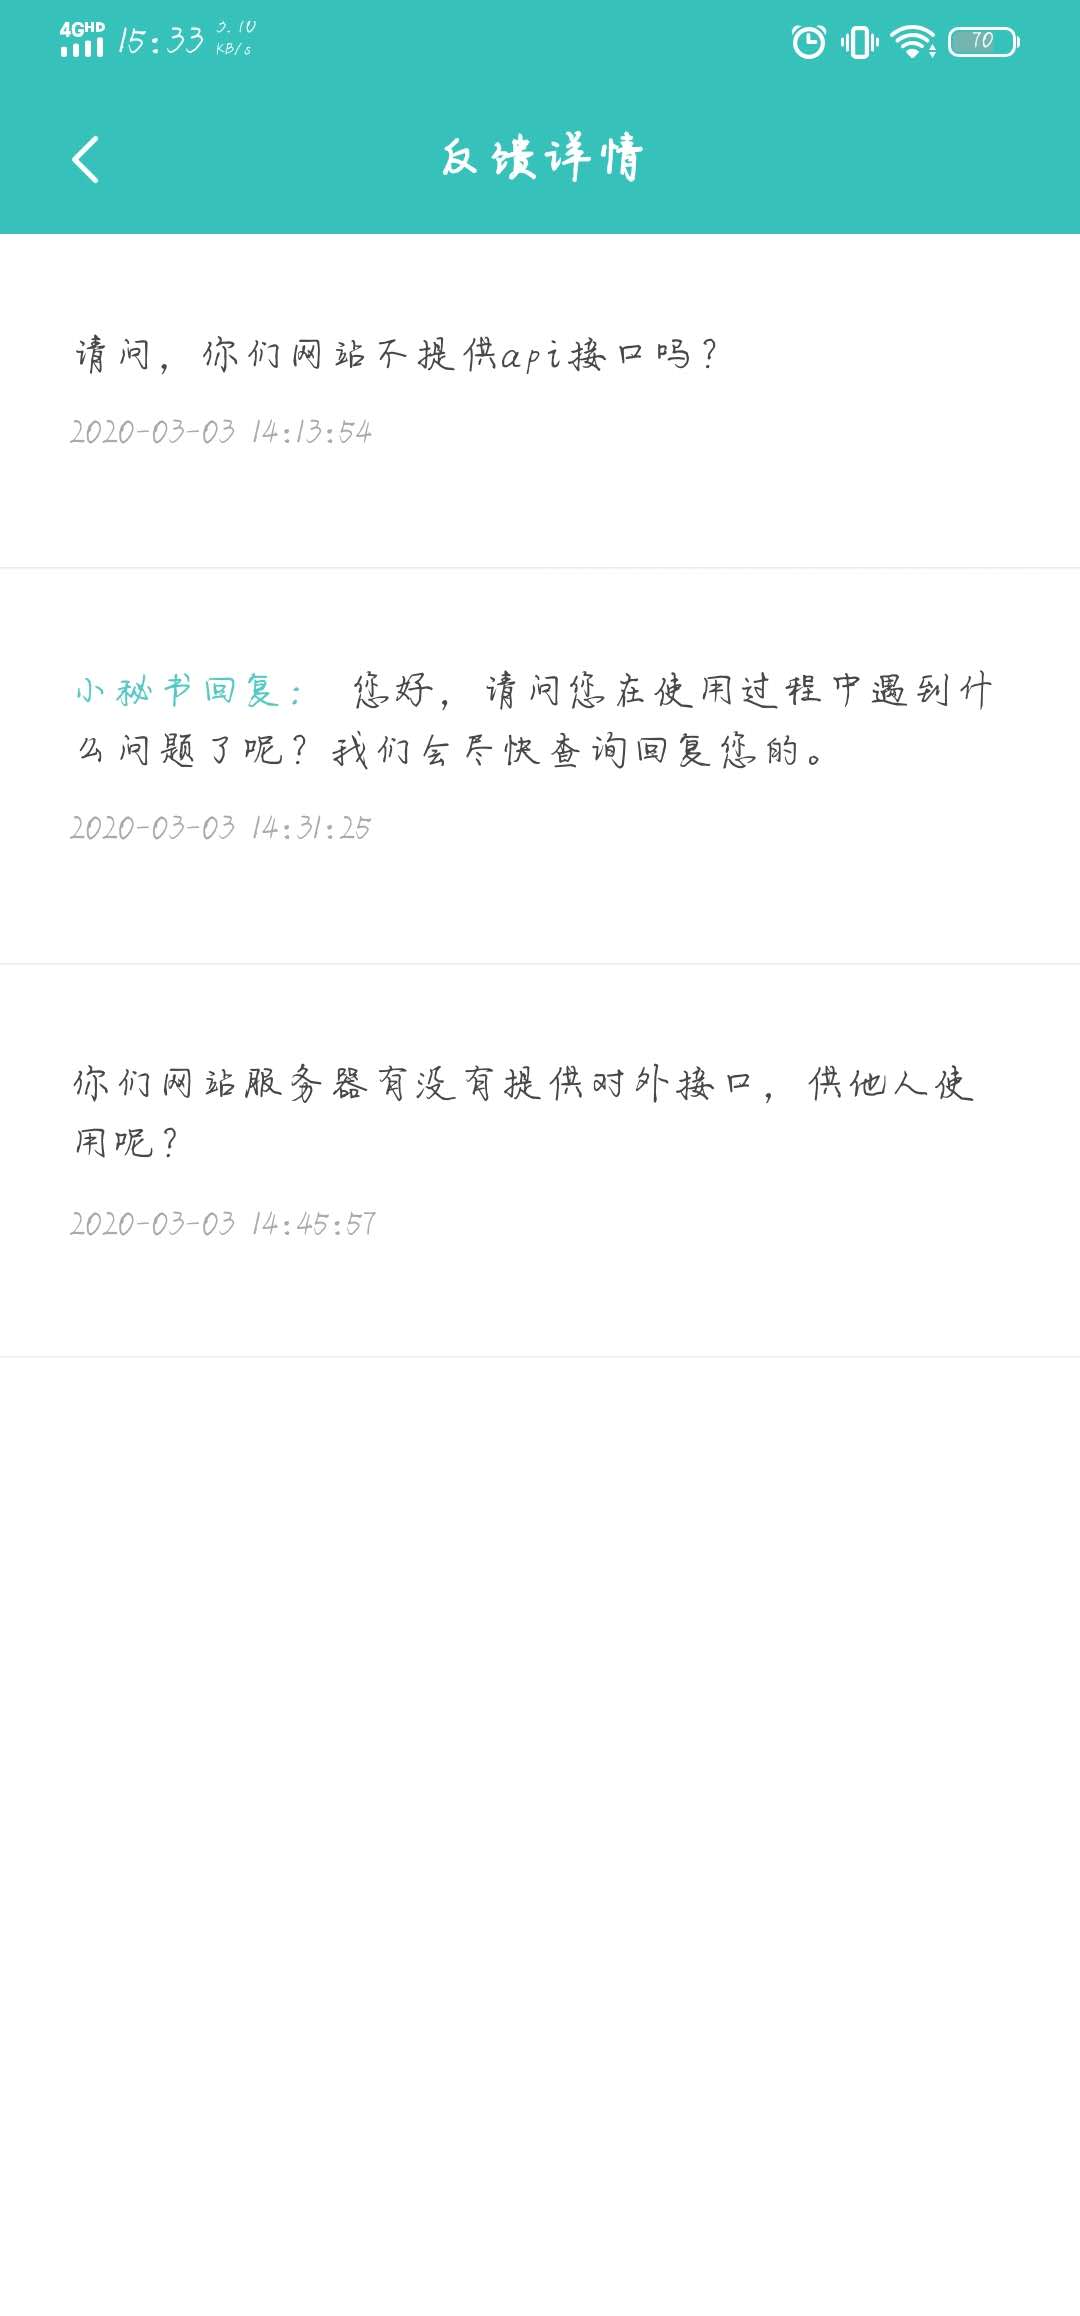 4GHD 15:33
KB/s
70
反馈详情
请问，你们网站不提供api接口吗？
2020-03-03 14:13:54
小秘书回复： 您好，请问您在使用过程中遇到什
么问题了呢？我们会尽快查询回复您的。
2020-03-03 14:31:25
你们网站服务器有没有提供对外接口，供他人使
用呢？
2020-03-03 14:45:57